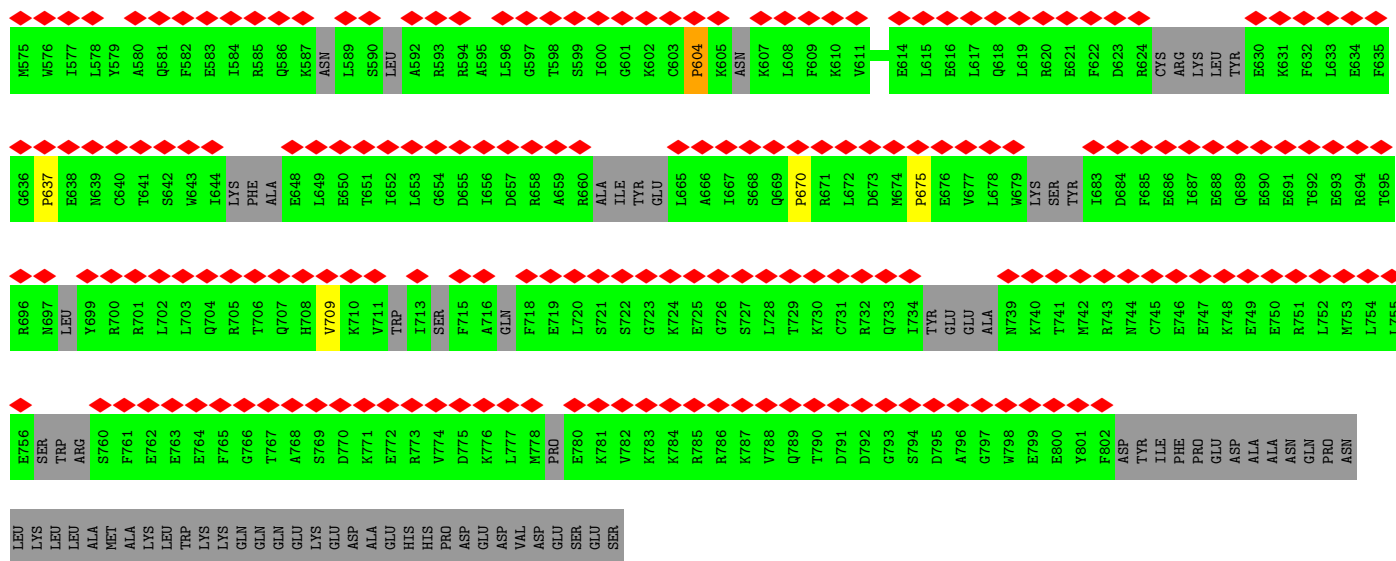 M575 W576 I577 L578 Y579 A580 Q581 F582 E583 I584 R585 Q586 K587 ASN L589 S590 LEU A592 R593 R594 A595 L596 G597 T598 S599 I600 G601 K602 C603 P604 K605 ASN K607 L608 F609 K610 V611 E614 L615 E616 L617 Q618 L619 R620 E621 F622 D623 R624 CYS ARG LYS LEU TYR E630 K631 F632 L633 E634 F635
G636 P637 E638 N639 C640 T641 S642 W643 I644 LYS PHE ALA E648 L649 E650 T651 I652 L653 G654 D655 I656 D657 R658 A659 R660 ALA ILE TYR GLU L665 A666 I667 S668 Q669 P670 R671 L672 D673 M674 P675 E676 V677 L678 W679 LYS SER TYR I683 D684 F685 E686 I687 E688 Q689 E690 E691 T692 E693 R694 T695
R696 N697 LEU Y699 R700 R701 L702 L703 Q704 R705 T706 Q707 H708 V709 K710 V711 TRP I713 SER F715 A716 GLN F718 E719 L720 S721 S722 G723 K724 E725 G726 S727 L728 T729 K730 C731 R732 Q733 I734 TYR GLU GLU ALA N739 K740 T741 M742 R743 N744 C745 E746 E747 K748 E749 E750 R751 L752 M753 L754 L755
E756 SER TRP ARG S760 F761 E762 E763 E764 F765 G766 T767 A768 S769 D770 K771 E772 R773 V774 D775 K776 L777 M778 PRO E780 K781 V782 K783 K784 R785 R786 K787 V788 Q789 T790 D791 D792 G793 S794 D795 A796 G797 W798 E799 E800 Y801 F802 ASP TYR ILE PHE PRO GLU ASP ALA ALA ASN GLN PRO ASN
LEU LYS LEU LEU ALA MET ALA LYS LEU TRP LYS LYS GLN GLN GLN GLU LYS GLU ASP ALA GLU HIS HIS PRO ASP GLU ASP VAL ASP GLU SER GLU SER